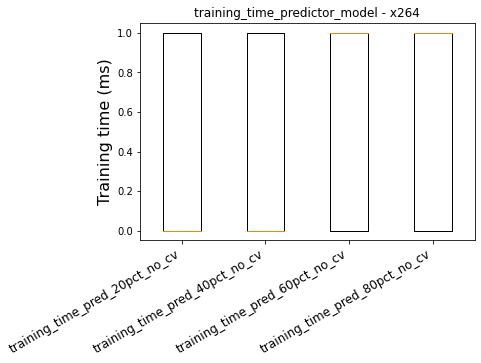 training_time_predictor_model - x264
Training time (ms)
1.0
0.8
0.6
0.4
0.2
0.0
training_time_pred_20pct_no_cv
training_time_pred_40pct_no_cv
training_time_pred_60pct_no_cv
training_time_pred_80pct_no_cv